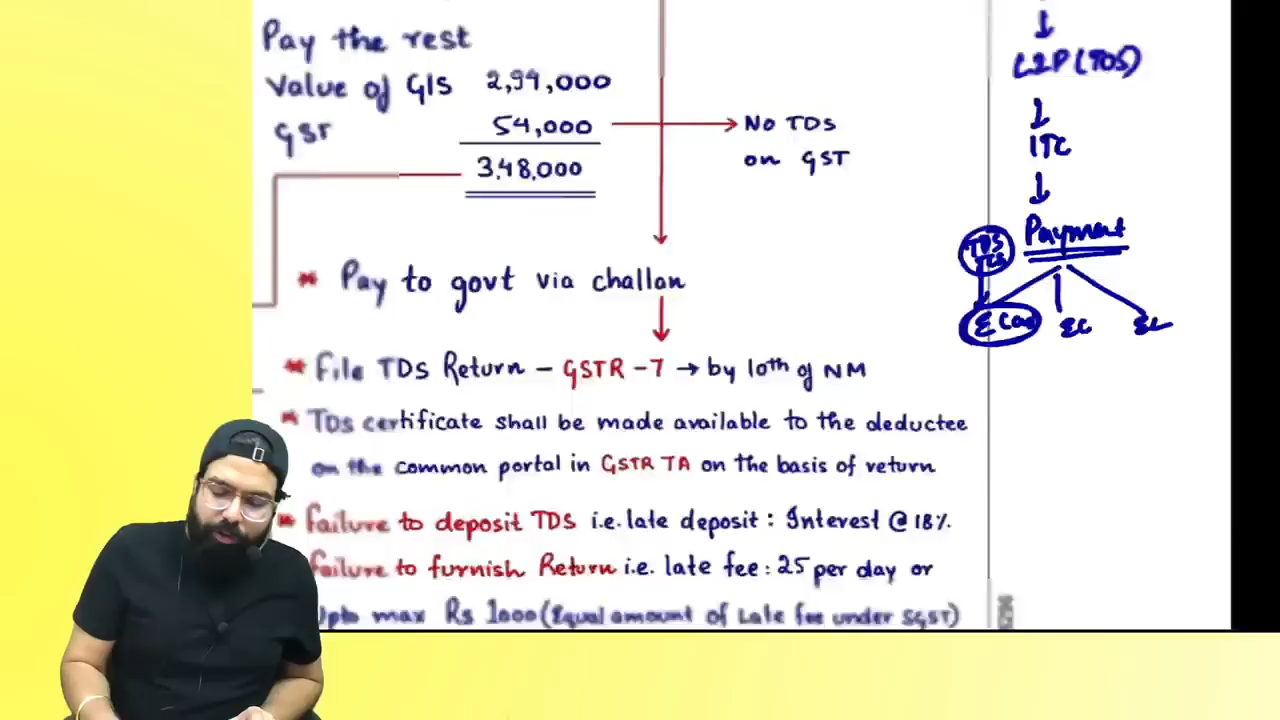 Pay the rest
Value of G/S 2,94,000
GST 54,000
3,48,000
No TDS
on GST
* Pay to govt via challan
* File TDS Return - GSTR-7 → by 10th of NM
* TDS certificate shall be made available to the deductee
on the common portal in GSTR 7A on the basis of return
* Failure to deposit TDS i.e. late deposit : Interest @ 18%.
Failure to furnish Return i.e. late fee : 25 per day or
Upto max Rs 1000 (Equal amount of Late fee under SGST)
(TOS)
↓
ITC
↓
Payment
TDS
TCS
E Cash
EC
EL